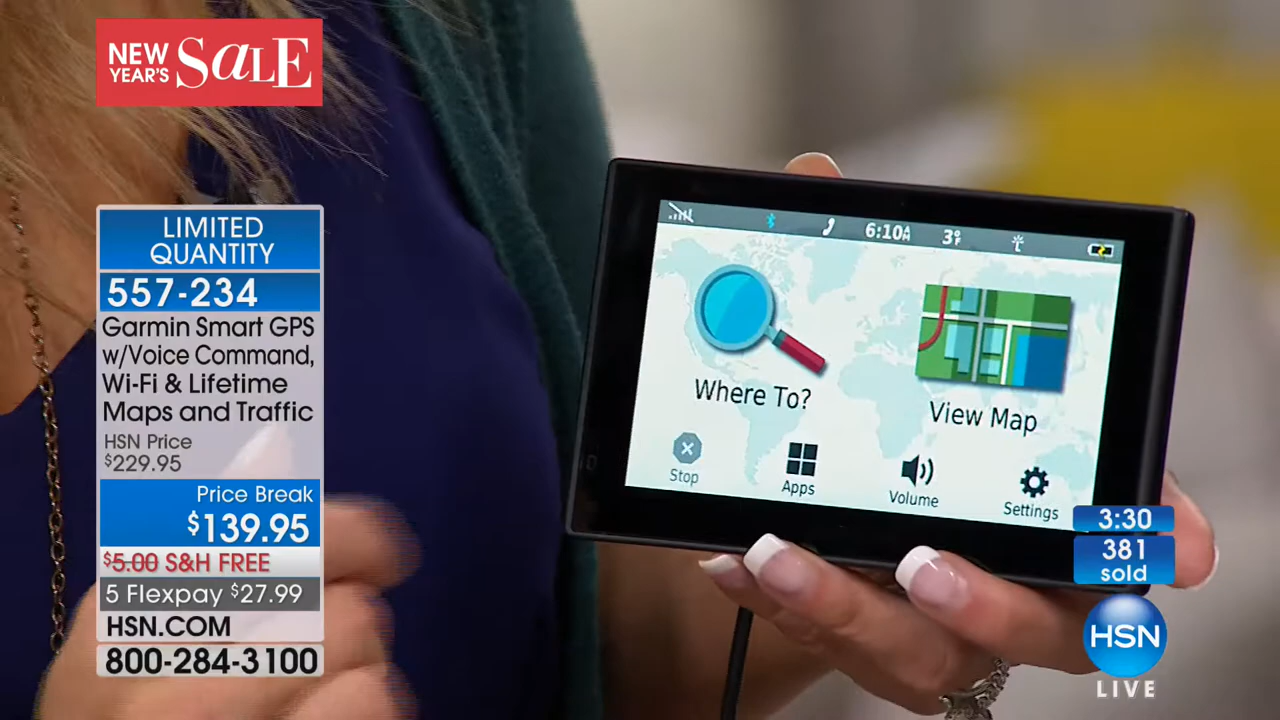 NEW
YEAR'S
SALE
LIMITED
QUANTITY
557-234
Garmin Smart GPS
w/Voice Command,
Wi-Fi & Lifetime
Maps and Traffic
HSN Price
$229.95
Price Break
$139.95
$5.00 S&H FREE
5 Flexpay $27.99
HSN.COM
800-284-3100
6:10A 3°F
Where To?
View Map
Stop
Apps
Volume
Settings
3:30
381
sold
HSN
LIVE